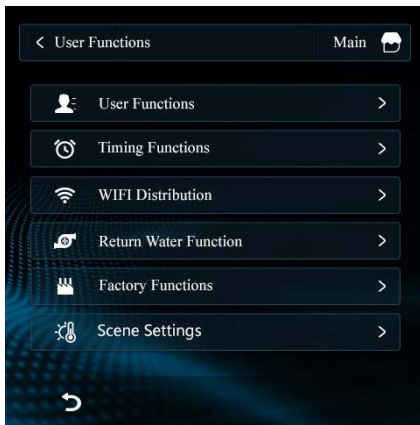 User Functions Main
User Functions
Timing Functions
WIFI Distribution
Return Water Function
Factory Functions
Scene Settings